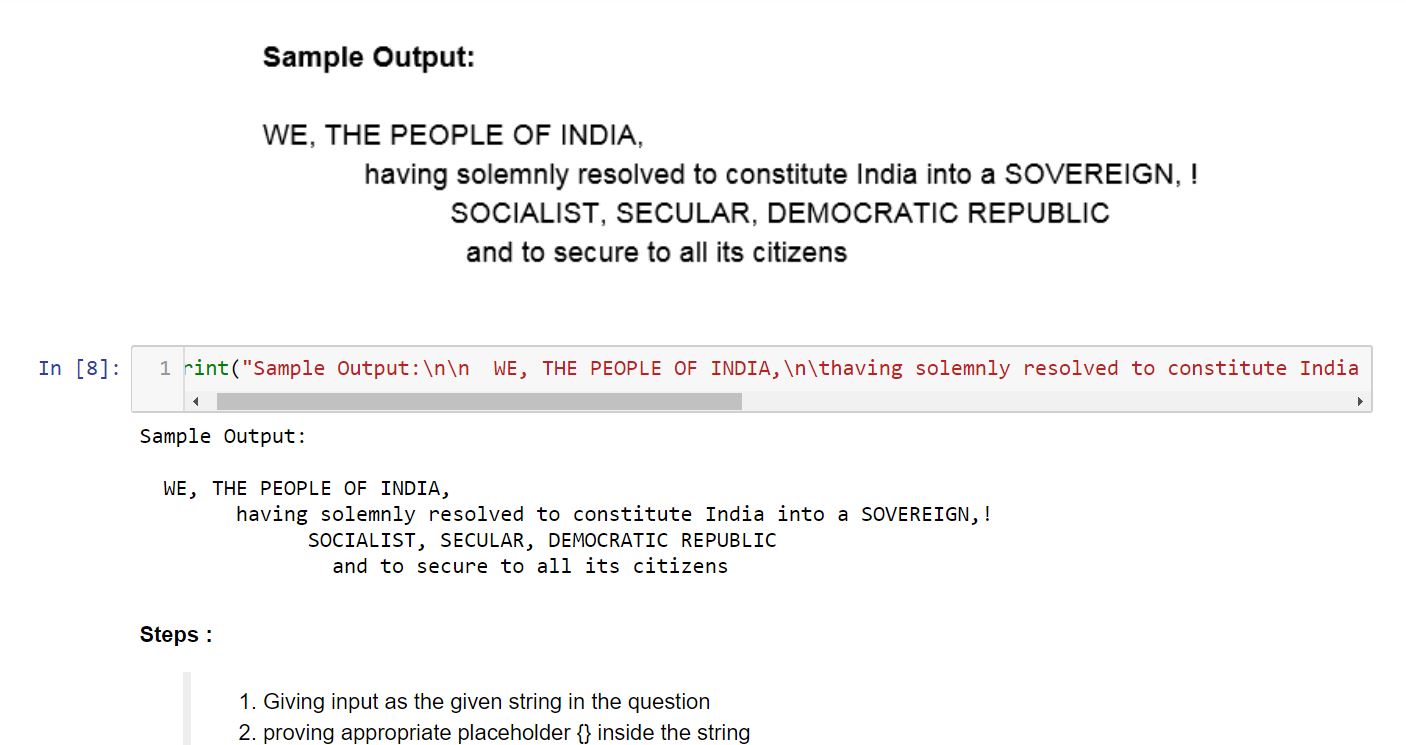 Sample Output:
WE, THE PEOPLE OF INDIA,
having solemnly resolved to constitute India into a SOVEREIGN, !
SOCIALIST, SECULAR, DEMOCRATIC REPUBLIC
and to secure to all its citizens
In [8]: 1 rint("Sample Output:\n\n  WE, THE PEOPLE OF INDIA,\n\thaving solemnly resolved to constitute India
Sample Output:
WE, THE PEOPLE OF INDIA,
having solemnly resolved to constitute India into a SOVEREIGN,!
SOCIALIST, SECULAR, DEMOCRATIC REPUBLIC
and to secure to all its citizens
Steps :
1. Giving input as the given string in the question
2. proving appropriate placeholder {} inside the string